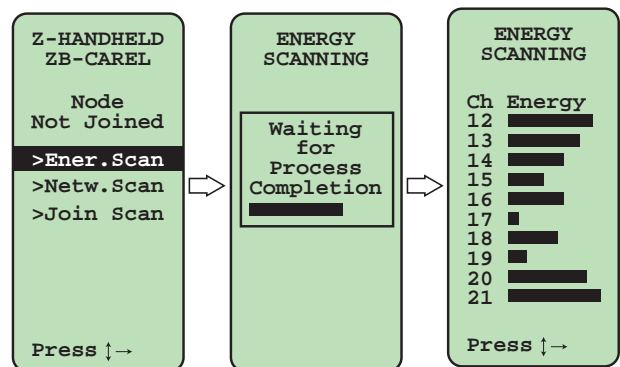 Z-HANDHELD
ZB-CAREL
Node
Not Joined
>Ener.Scan
>Netw.Scan
>Join Scan
Press ↕→
ENERGY
SCANNING
Waiting
for
Process
Completion
ENERGY
SCANNING
Ch Energy
12
13
14
15
16
17
18
19
20
21
Press ↕→